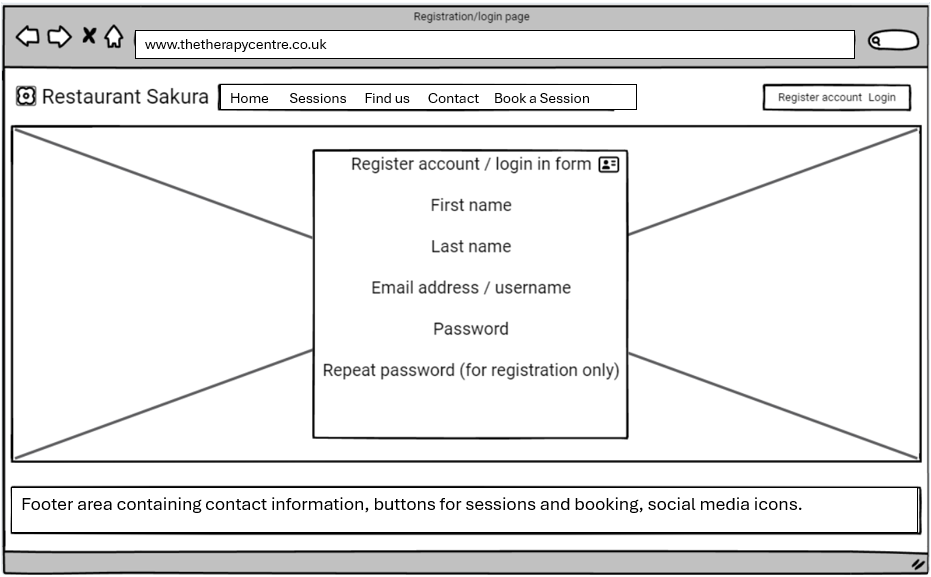 Registration/login page
www.thetherapycentre.co.uk
Restaurant Sakura
Home Sessions Find us Contact Book a Session
Register account Login
Register account / login in form
First name
Last name
Email address / username
Password
Repeat password (for registration only)
Footer area containing contact information, buttons for sessions and booking, social media icons.